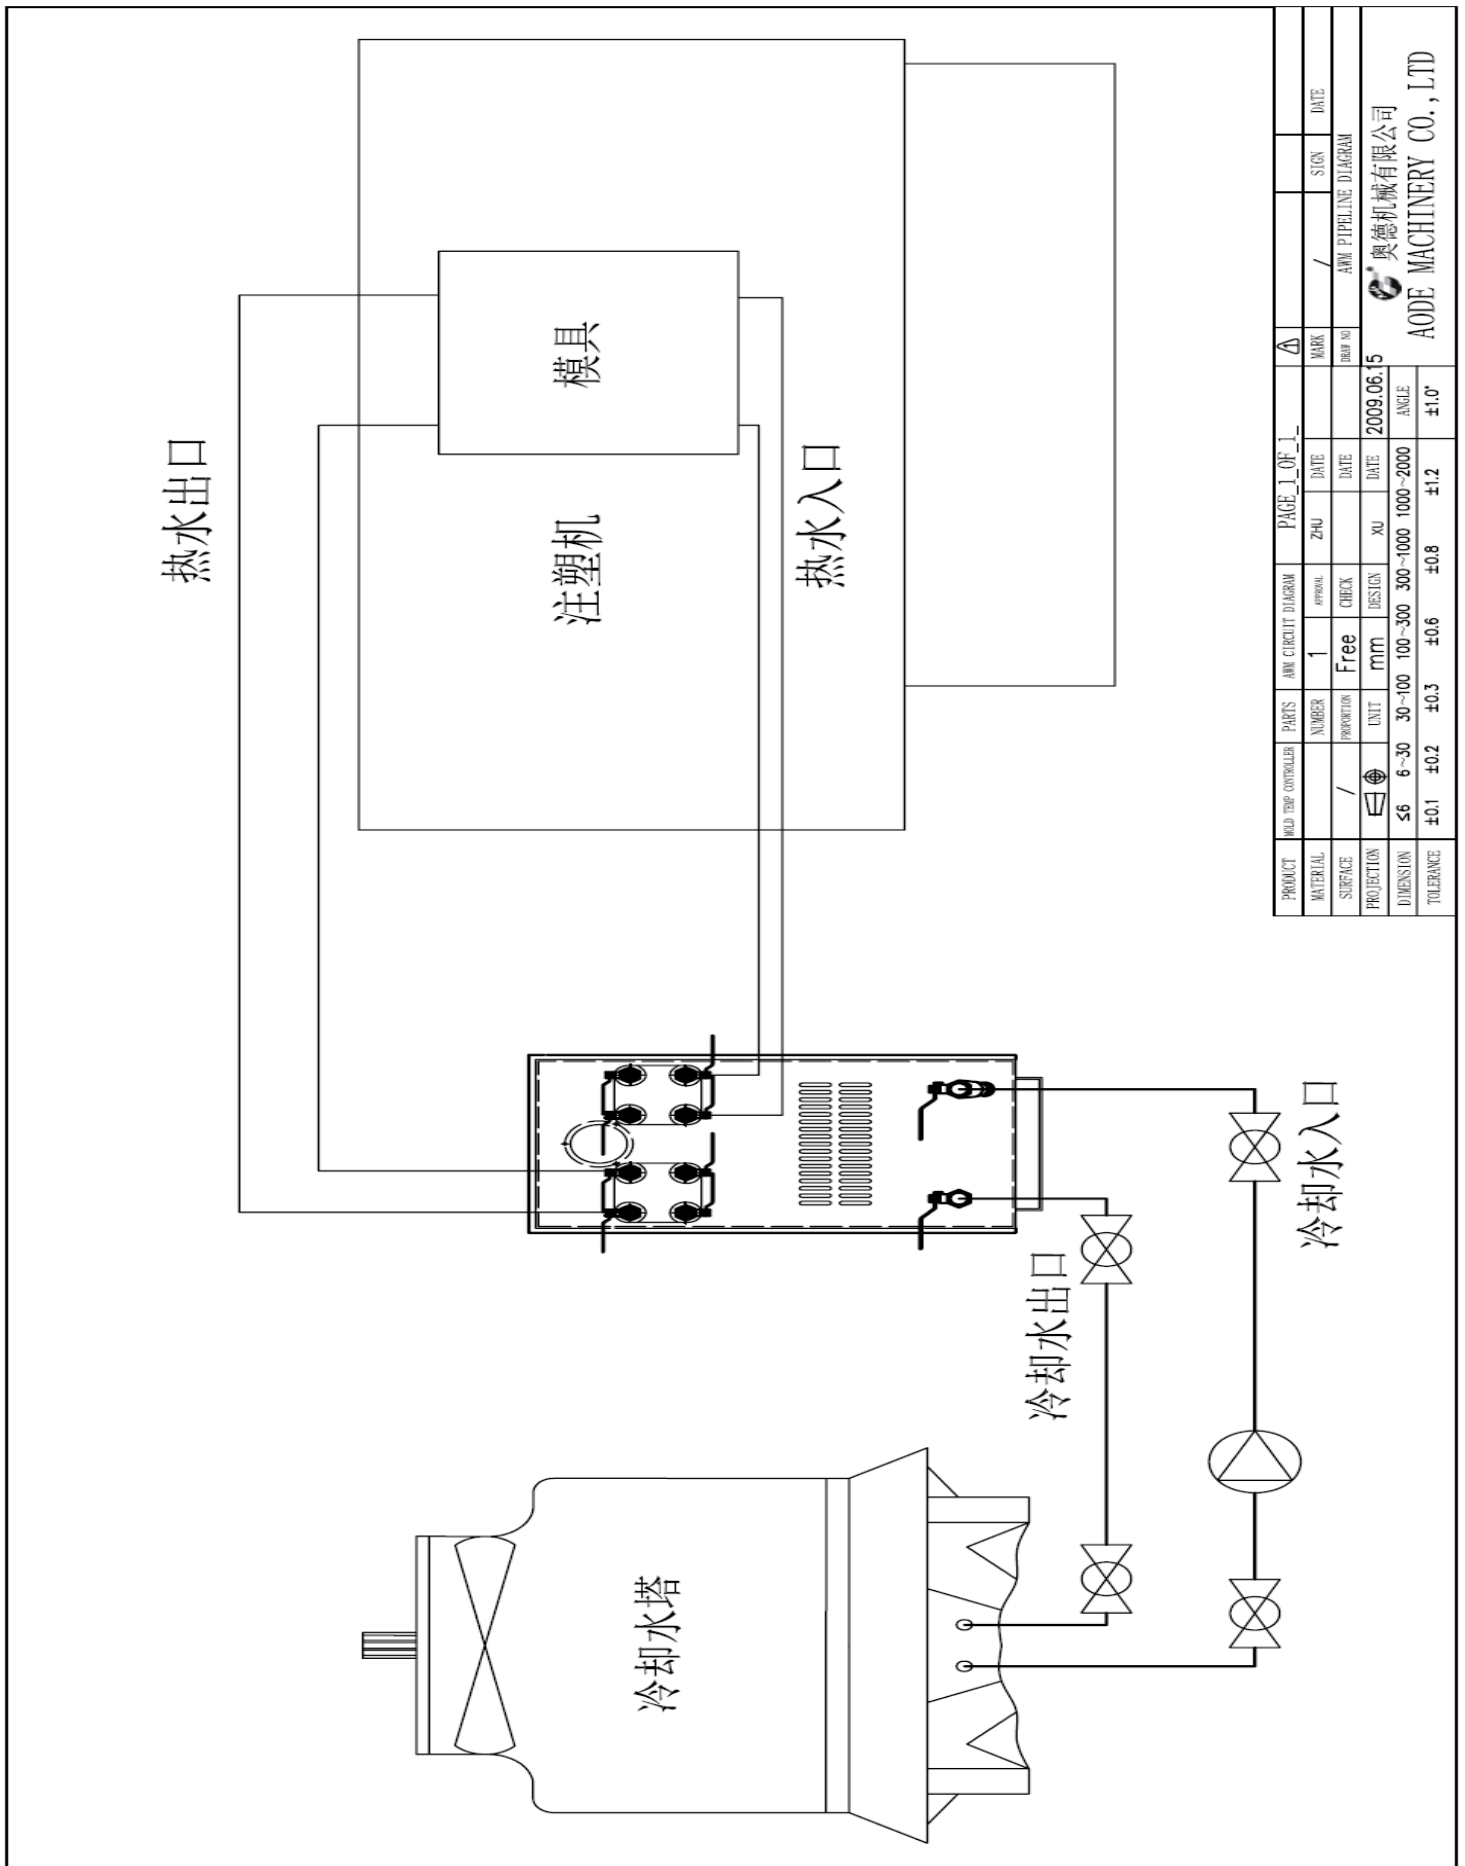 热水出口
模具
注塑机
热水入口
冷却水出口
冷却水入口
冷却水塔
PRODUCT MOLD TEMP CONTROLLER PARTS AWM CIRCUIT DIAGRAM PAGE 1 OF 1 1
MATERIAL NUMBER 1 APPROVAL ZHU DATE MARK / SIGN DATE
SURFACE / PROPORTION Free CHECK DATE DRAW NO AWM PIPELINE DIAGRAM
PROJECTION UNIT mm DESIGN XU DATE 2009.06.15
奥德机械有限公司
AODE MACHINERY CO.,LTD
DIMENSION ≤6 6~30 30~100 100~300 300~1000 1000~2000 ANGLE
TOLERANCE ±0.1 ±0.2 ±0.3 ±0.6 ±0.8 ±1.2 ±1.0°